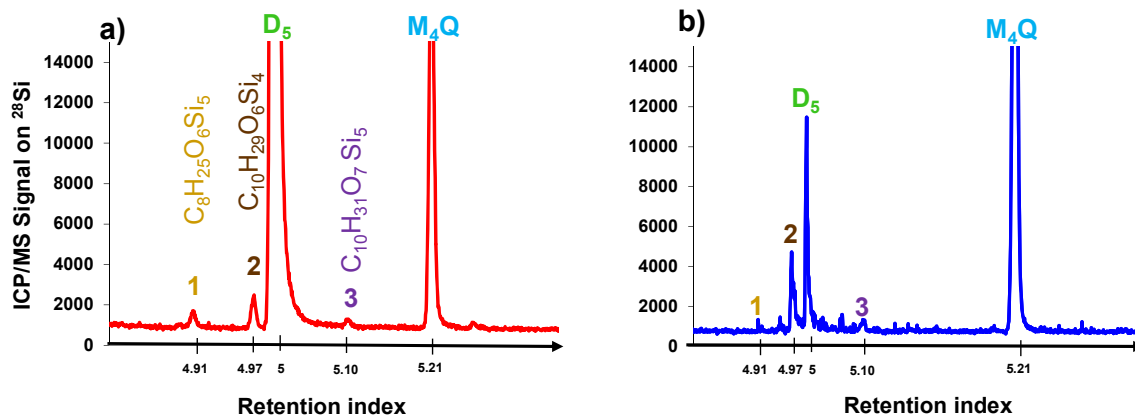 a)
D₅
M₄Q
ICP/MS Signal on ²⁸Si
14000
12000
10000
8000
6000
4000
2000
0
C₈H₂₅O₆Si₅
C₁₀H₂₉O₆Si₄
C₁₀H₃₁O₇ Si₅
1
2
3
4.91
4.97
5
5.10
5.21
Retention index
b)
M₄Q
D₅
14000
12000
10000
8000
6000
4000
2000
0
1
2
3
4.91
4.97
5
5.10
5.21
Retention index